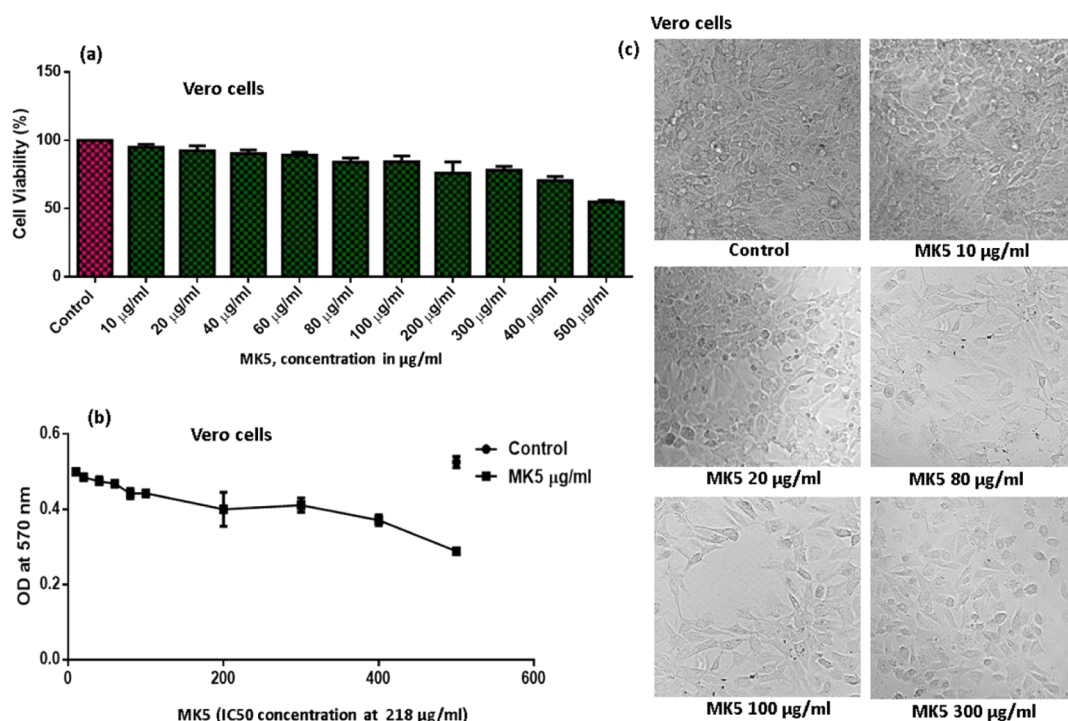 (a)
Vero cells
150
100
50
0
Cell Viability (%)
Control
10 µg/ml
20 µg/ml
40 µg/ml
60 µg/ml
80 µg/ml
100 µg/ml
200 µg/ml
300 µg/ml
400 µg/ml
500 µg/ml
MK5, concentration in µg/ml
(b)
Vero cells
Control
MK5 µg/ml
0.6
0.4
0.2
0.0
OD at 570 nm
0
200
400
600
MK5 (IC50 concentration at 218 µg/ml)
Vero cells
(c)
Control
MK5 10 µg/ml
MK5 20 µg/ml
MK5 80 µg/ml
MK5 100 µg/ml
MK5 300 µg/ml